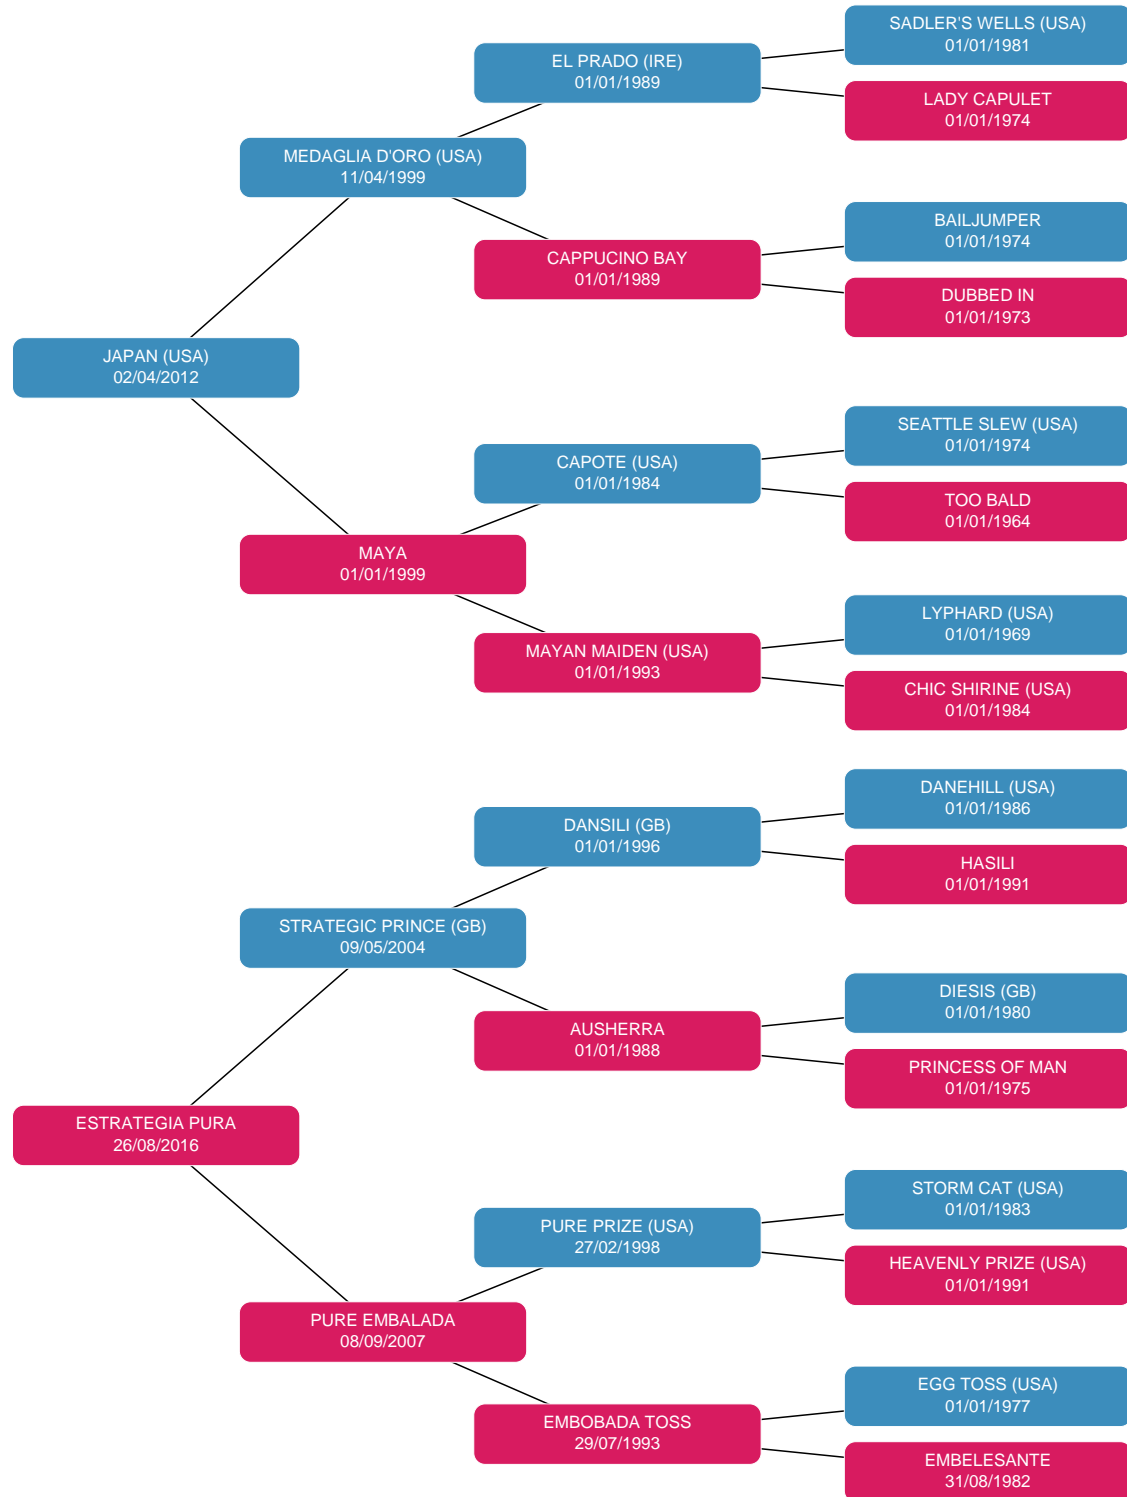 SADLER'S WELLS (USA)
01/01/1981
EL PRADO (IRE)
01/01/1989
LADY CAPULET
01/01/1974
MEDAGLIA D'ORO (USA)
11/04/1999
BAILJUMPER
01/01/1974
CAPPUCINO BAY
01/01/1989
DUBBED IN
01/01/1973
JAPAN (USA)
02/04/2012
SEATTLE SLEW (USA)
01/01/1974
CAPOTE (USA)
01/01/1984
TOO BALD
01/01/1964
MAYA
01/01/1999
LYPHARD (USA)
01/01/1969
MAYAN MAIDEN (USA)
01/01/1993
CHIC SHIRINE (USA)
01/01/1984
DANEHILL (USA)
01/01/1986
DANSILI (GB)
01/01/1996
HASILI
01/01/1991
STRATEGIC PRINCE (GB)
09/05/2004
DIESIS (GB)
01/01/1980
AUSHERRA
01/01/1988
PRINCESS OF MAN
01/01/1975
ESTRATEGIA PURA
26/08/2016
STORM CAT (USA)
01/01/1983
PURE PRIZE (USA)
27/02/1998
HEAVENLY PRIZE (USA)
01/01/1991
PURE EMBALADA
08/09/2007
EGG TOSS (USA)
01/01/1977
EMBOBADA TOSS
29/07/1993
EMBELESANTE
31/08/1982